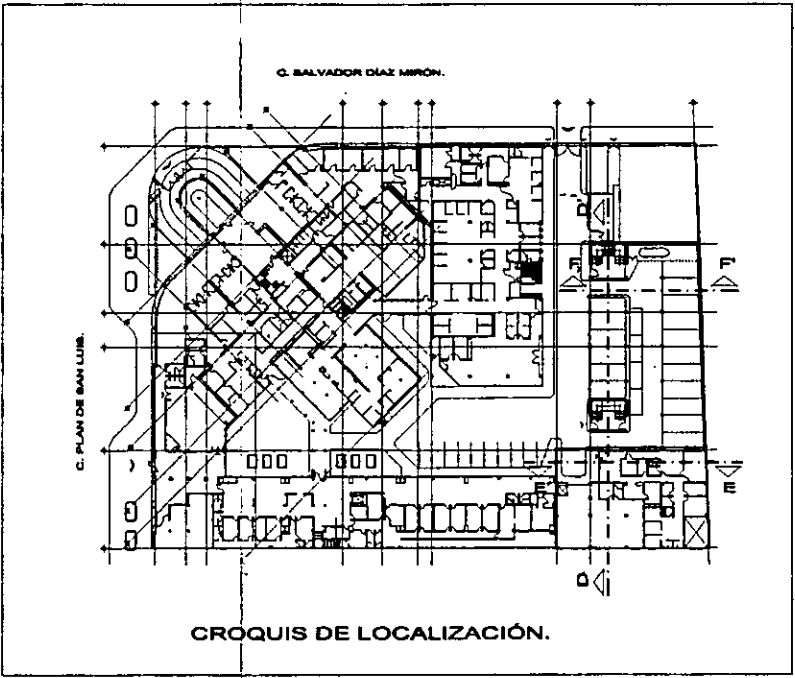 C. SALVADOR DÍAZ MIRÓN.
C. PLAN DE SAN LUIS.
D
F
F
E
E
D
CROQUIS DE LOCALIZACIÓN.